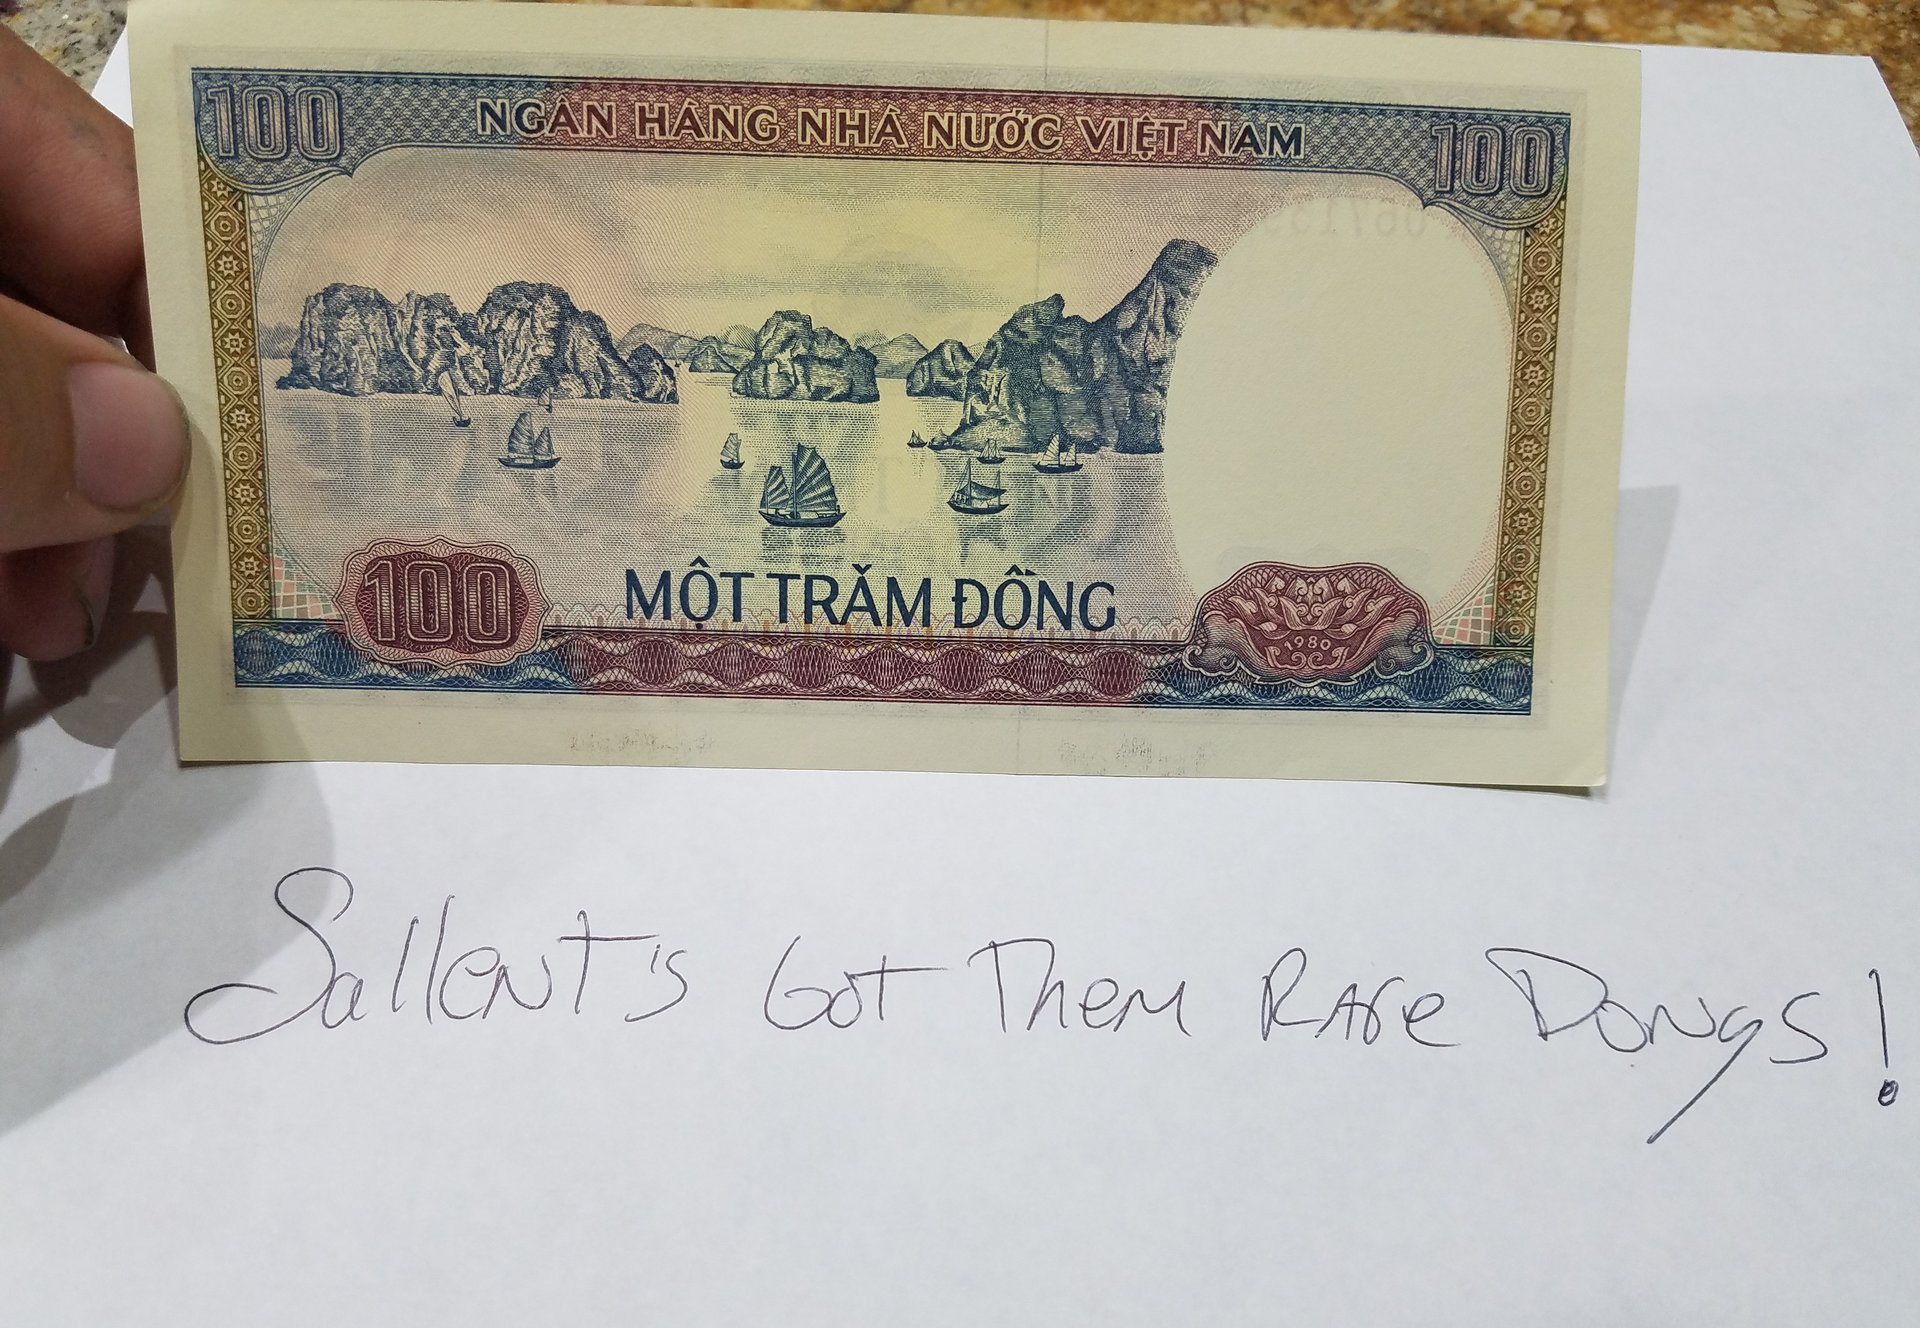 100 NGÂN HÀNG NHÀ NƯỚC VIỆT NAM 100
100
MỘT TRĂM ĐỒNG
1980
Sallent's Got Them Rare Dongs!